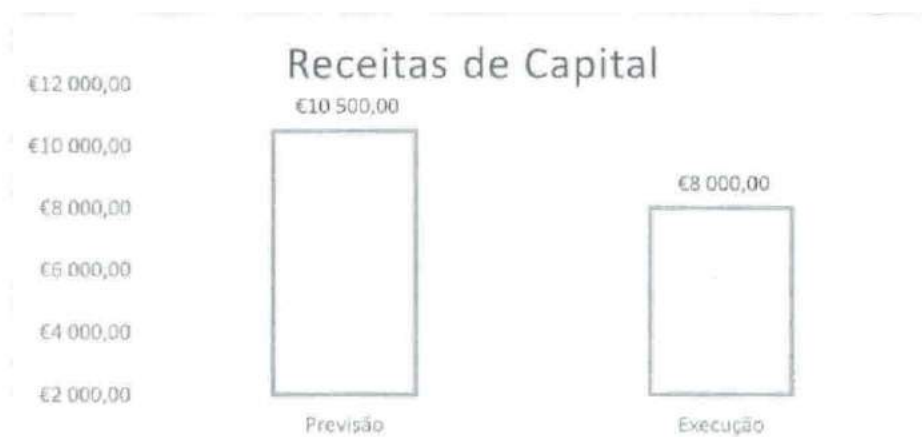 Receitas de Capital
€12 000,00
€10 500,00
€10 000,00
€8 000,00
€8 000,00
€6 000,00
€4 000,00
€2 000,00
Previsão
Execução